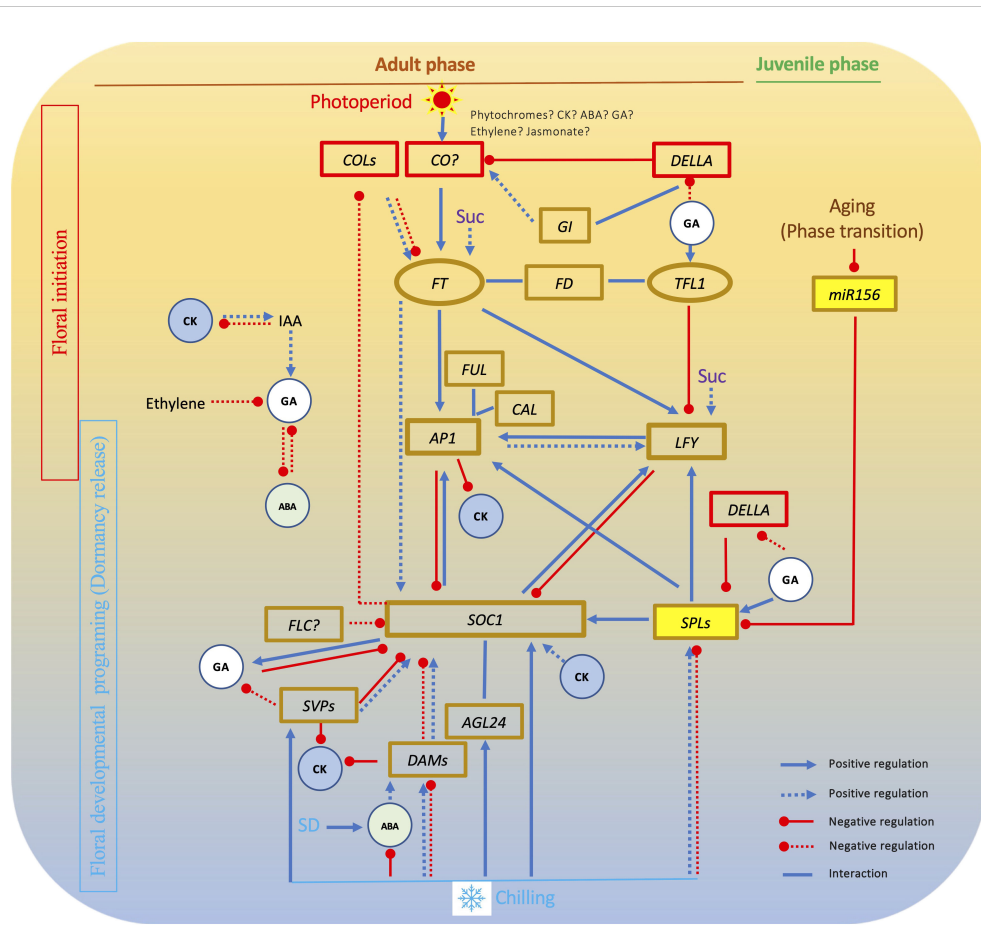 Adult phase
Juvenile phase
Photoperiod
Phytochromes? CK? ABA? GA?
Ethylene? Jasmonate?
COLs
CO?
DELLA
Suc
GI
GA
Aging
(Phase transition)
FT
FD
TFL1
miR156
CK
IAA
FUL
Suc
Ethylene
GA
CAL
AP1
LFY
ABA
CK
DELLA
GA
FLC?
SOC1
SPLs
GA
CK
SVPs
AGL24
CK
DAMs
SD
ABA
Chilling
Floral initiation
Floral developmental programing (Dormancy release)
Positive regulation
Positive regulation
Negative regulation
Negative regulation
Interaction